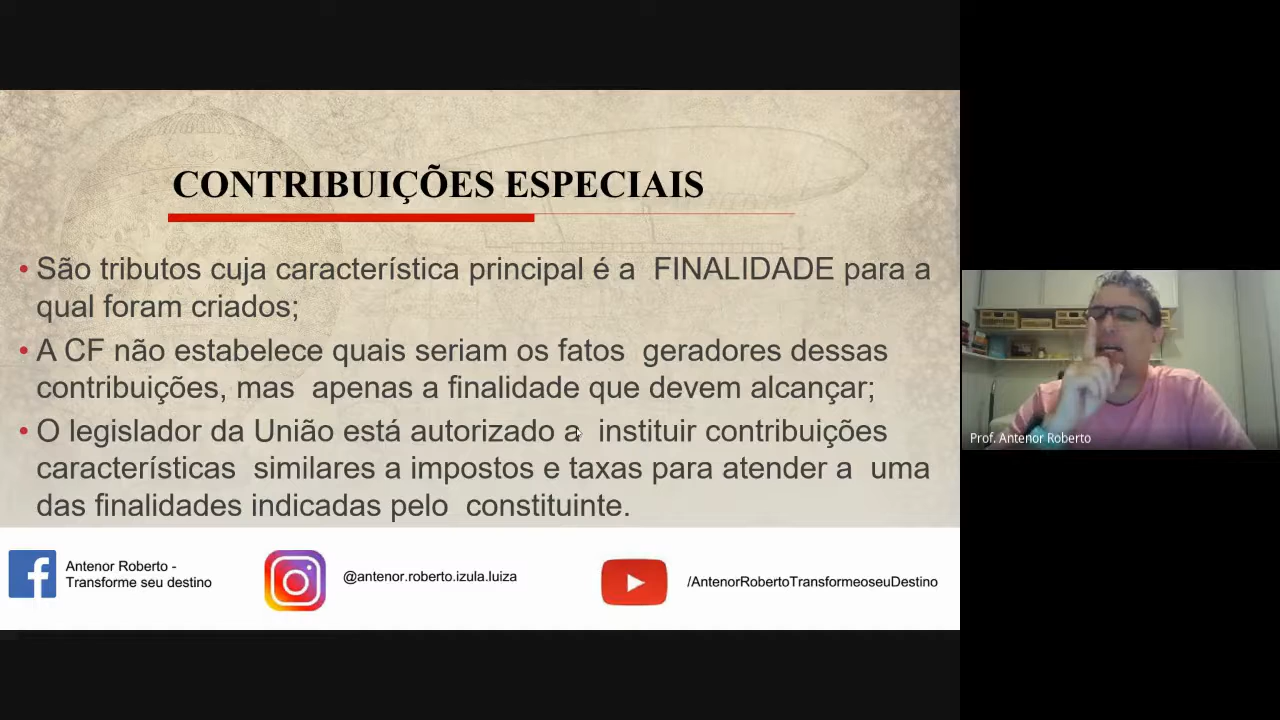 CONTRIBUIÇÕES ESPECIAIS
• São tributos cuja característica principal é a FINALIDADE para a
qual foram criados;
• A CF não estabelece quais seriam os fatos geradores dessas
contribuições, mas apenas a finalidade que devem alcançar;
• O legislador da União está autorizado a instituir contribuições
características similares a impostos e taxas para atender a uma
das finalidades indicadas pelo constituinte.
Antenor Roberto -
Transforme seu destino
@antenor.roberto.izula.luiza
/AntenorRobertoTransformeoseuDestino
Prof. Antenor Roberto